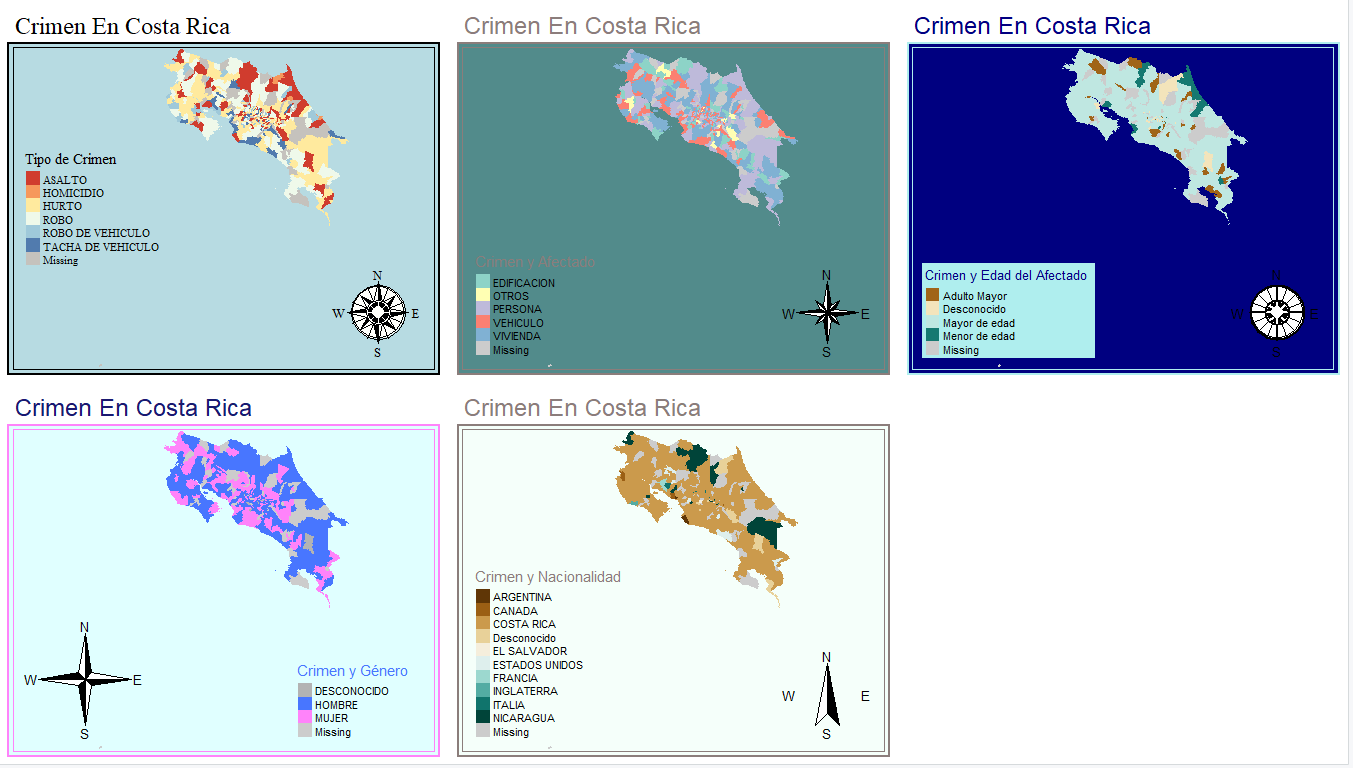 Crimen En Costa Rica
Tipo de Crimen
ASALTO
HOMICIDIO
HURTO
ROBO
ROBO DE VEHICULO
TACHA DE VEHICULO
Missing
N
W
E
S
Crimen En Costa Rica
Crimen y Afectado
EDIFICACION
OTROS
PERSONA
VEHICULO
VIVIENDA
Missing
N
W
E
S
Crimen En Costa Rica
Crimen y Edad del Afectado
Adulto Mayor
Desconocido
Mayor de edad
Menor de edad
Missing
N
W
E
S
Crimen En Costa Rica
N
W
E
S
Crimen y Género
DESCONOCIDO
HOMBRE
MUJER
Missing
Crimen En Costa Rica
Crimen y Nacionalidad
ARGENTINA
CANADA
COSTA RICA
Desconocido
EL SALVADOR
ESTADOS UNIDOS
FRANCIA
INGLATERRA
ITALIA
NICARAGUA
Missing
N
W
E
S